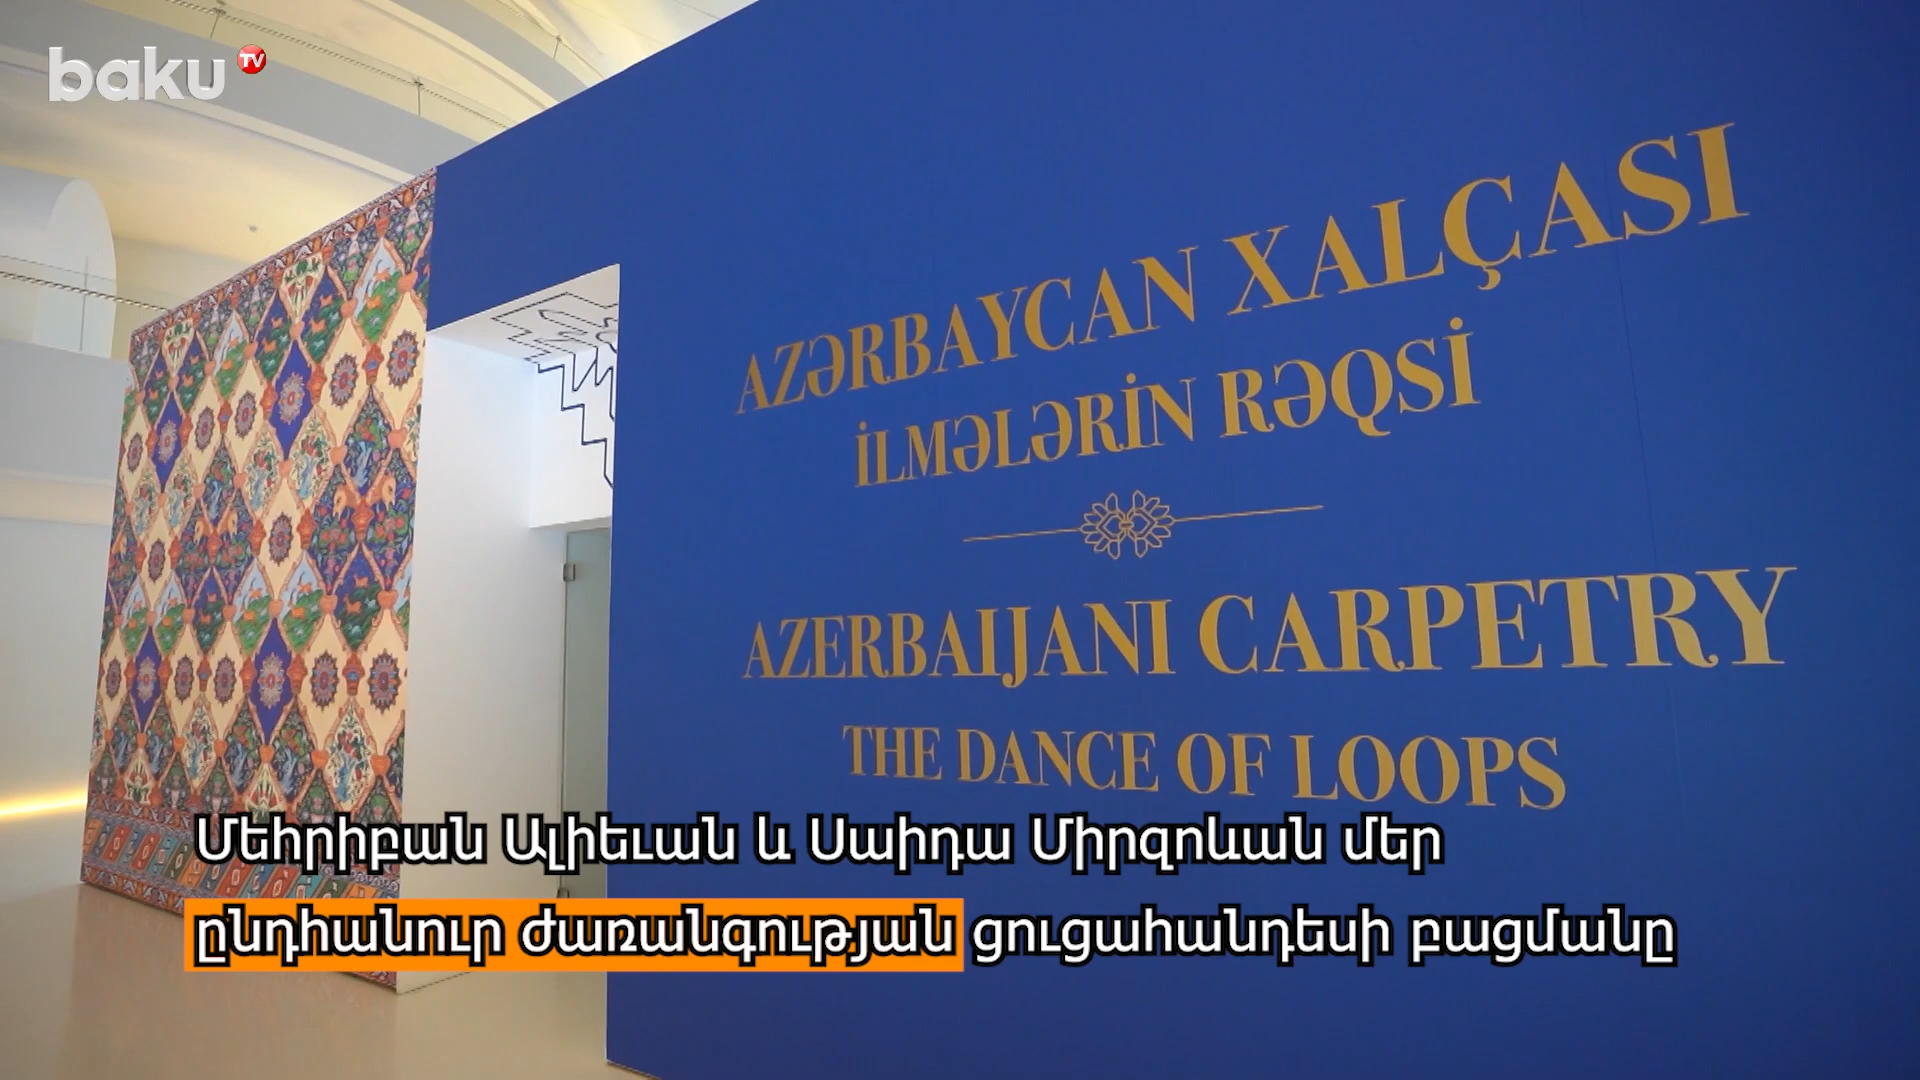 baku TV
AZƏRBAYCAN XALÇASI
İLMƏLƏRİN RƏQSİ
AZERBAIJANI CARPETRY
THE DANCE OF LOOPS
Մեհրիբան Ալիեւան և Սաիդա Միրզոևան մեր
ընդհանուր ժառանգության ցուցահանդեսի բացմանը